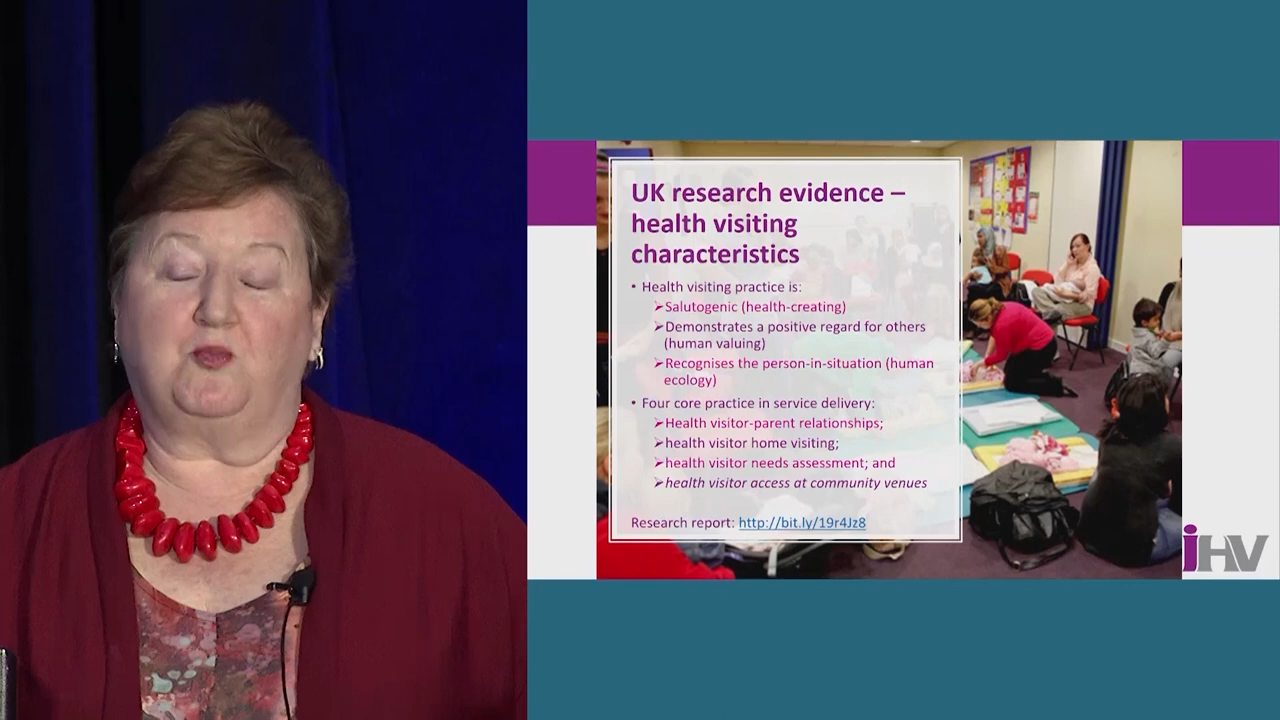 UK research evidence –
health visiting
characteristics
• Health visiting practice is:
➢Salutogenic (health-creating)
➢Demonstrates a positive regard for others
(human valuing)
➢Recognises the person-in-situation (human
ecology)
• Four core practice in service delivery:
➢Health visitor-parent relationships;
➢health visitor home visiting;
➢health visitor needs assessment; and
➢health visitor access at community venues
Research report: http://bit.ly/19r4Jz8
iHV